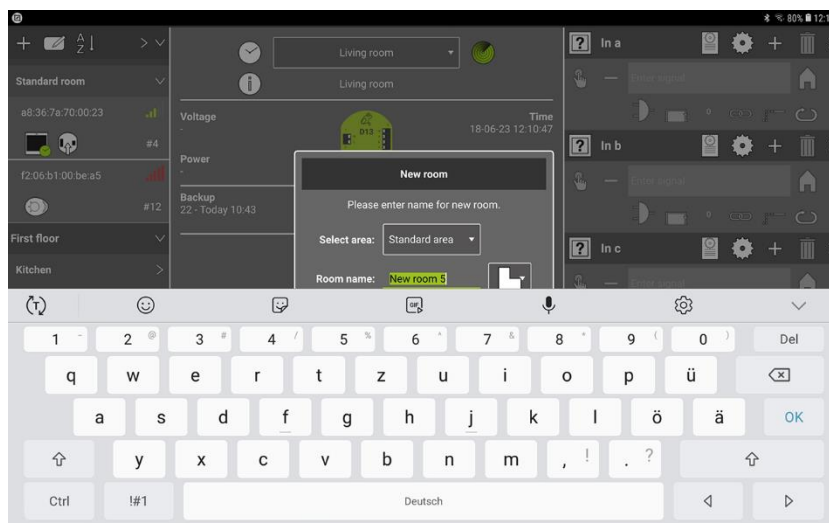 80% 12:1
A
Z
Living room
In a
Standard room
Living room
Enter signal
a8:36:7a:70:00:23
Voltage
-
Time
18-06-23 12:10:47
D13
#4
In b
Power
-
New room
f2:06:b1:00:be:a5
Enter signal
Backup
22 - Today 10:43
Please enter name for new room.
#12
First floor
Select area: Standard area
In c
Kitchen
Room name: New room 5
T GIF
1 - 2 @ 3 # 4 / 5 % 6 ^ 7 & 8 * 9 ( 0 ) Del
q w e r t z u i o p ü
a s d f g h j k l ö ä OK
y x c v b n m , ! . ?
Ctrl !#1 Deutsch